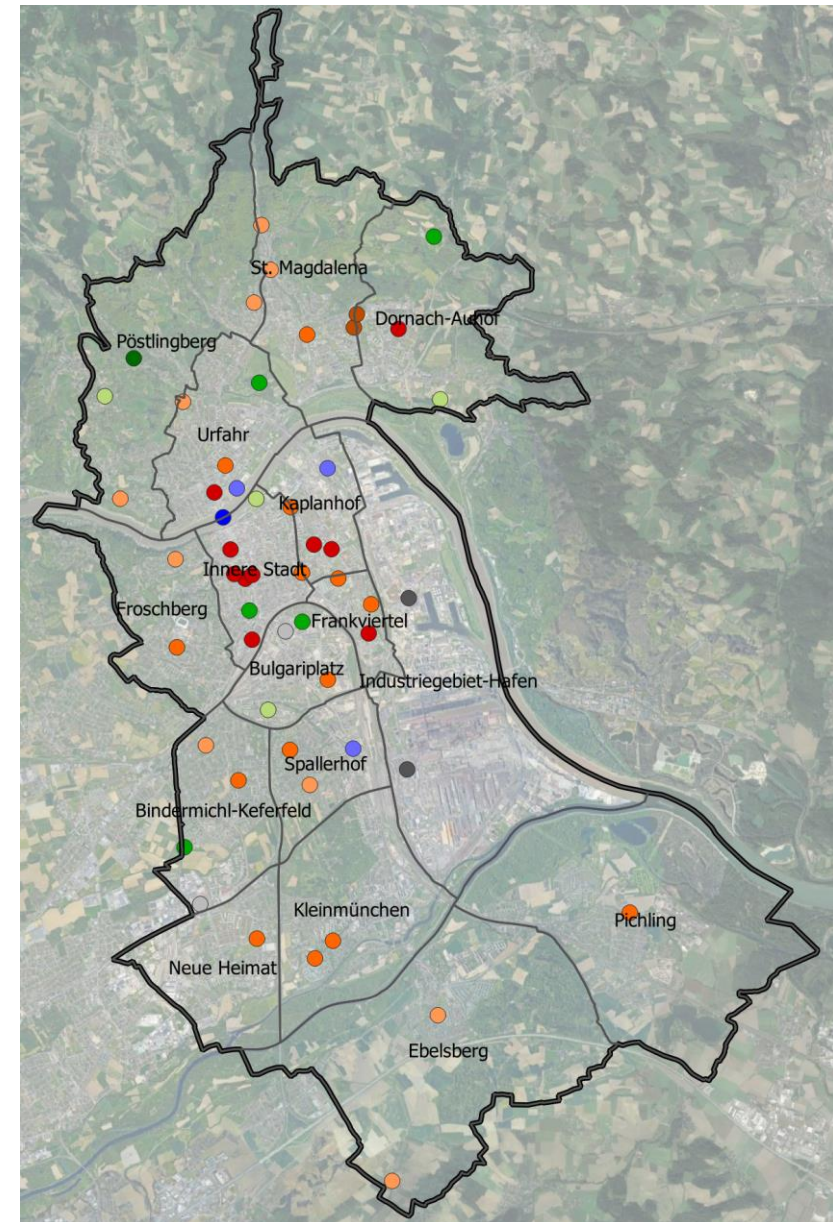 St. Magdalena
Dornach-Auhof
Pöstlingberg
Urfahr
Kaplanhof
Innere Stadt
Froschberg
Frankviertel
Bulgariplatz
Industriegebiet-Hafen
Spallerhof
Bindermichl-Keferfeld
Kleinmünchen
Pichling
Neue Heimat
Ebelsberg